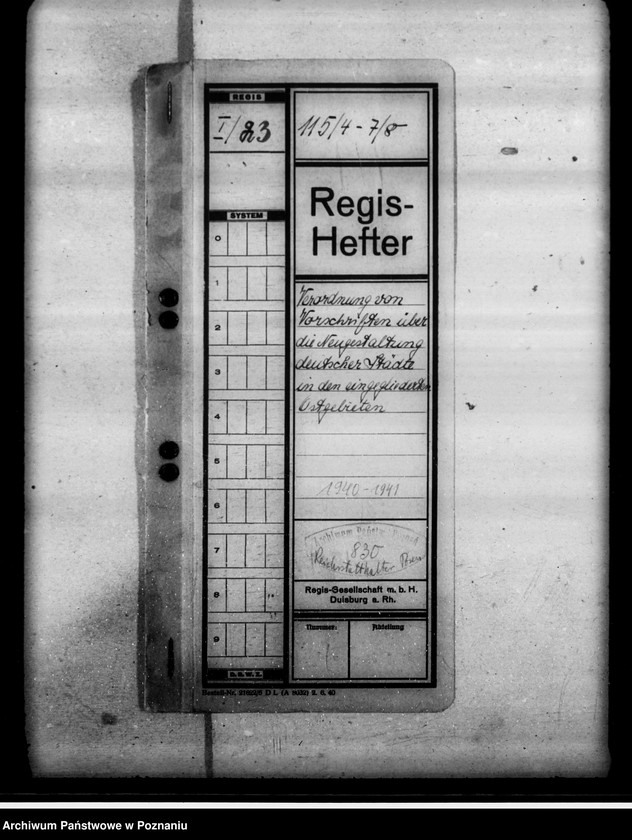 REGIS
I/23
115/4-7/8
Regis-
Hefter
Verordnung von
Vorschriften über
die Neugestaltung
deutscher Städte
in den eingegliederten
Ostgebieten
1940-1941
SYSTEM
0
1
2
3
4
5
6
7
8
9
830
Reichsstatthalter
Regis-Gesellschaft m. b. H.
Duisburg a. Rh.
Nummer:
Abteilung
D.R.W.Z.
Archiwum Państwowe w Poznaniu